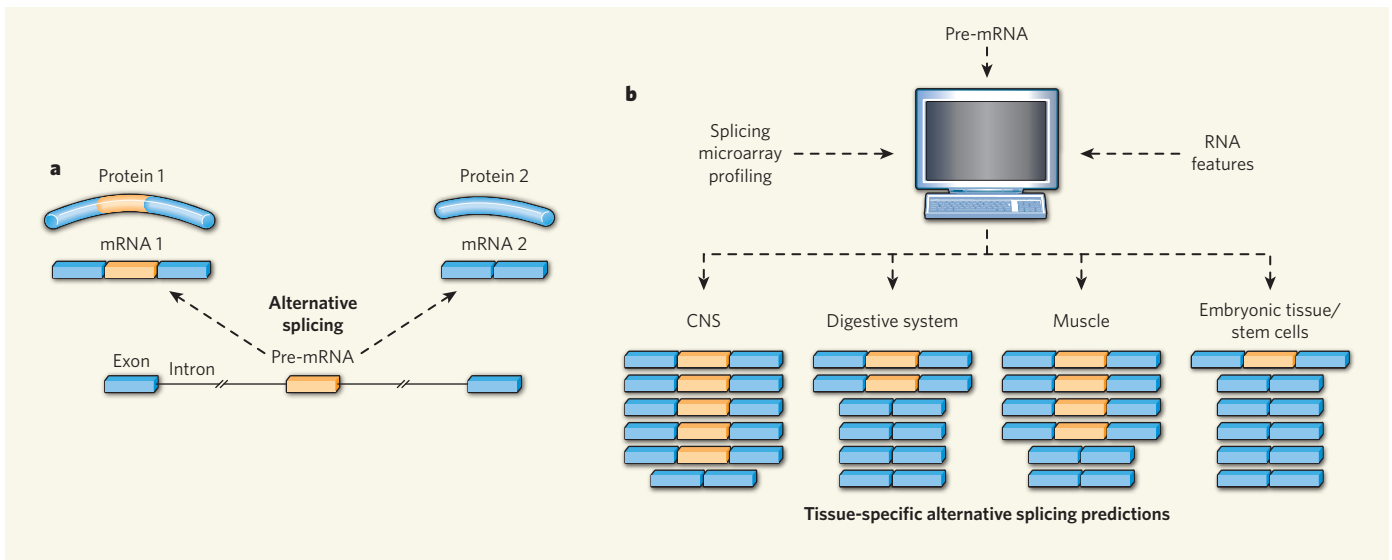 a
Protein 1
Protein 2
mRNA 1
mRNA 2
Alternative
splicing
Pre-mRNA
Exon
Intron
b
Pre-mRNA
Splicing
microarray
profiling
RNA
features
CNS
Digestive system
Muscle
Embryonic tissue/
stem cells
Tissue-specific alternative splicing predictions